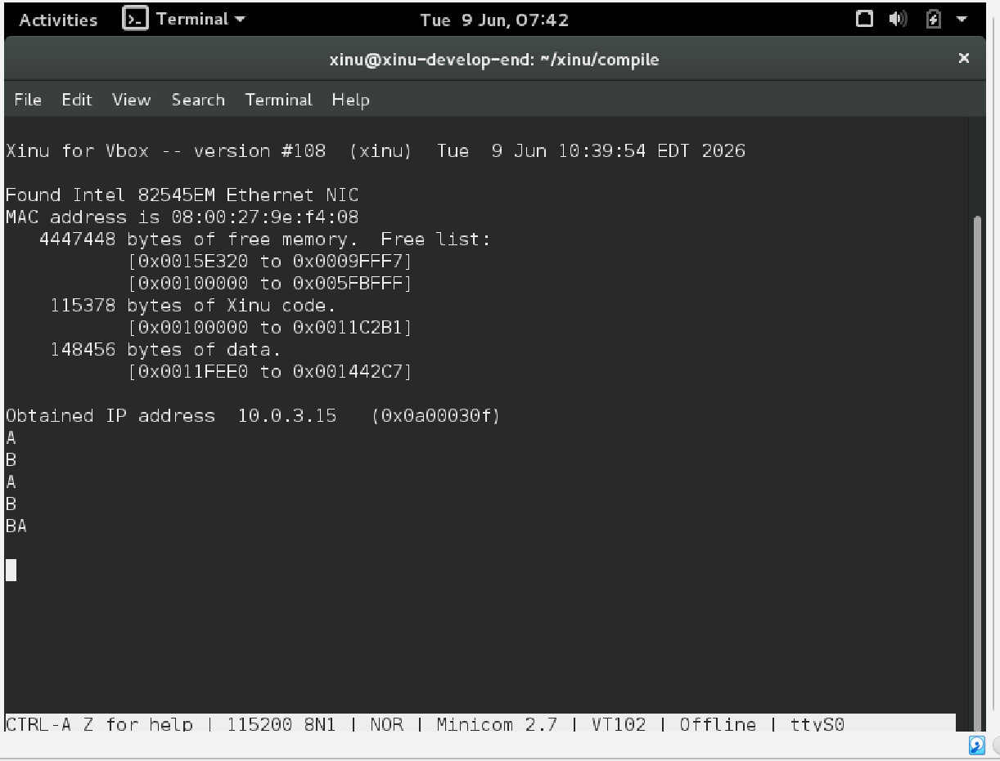 Activities Terminal Tue 9 Jun, 07:42
xinu@xinu-develop-end: ~/xinu/compile ×
File Edit View Search Terminal Help
Xinu for Vbox -- version #108 (xinu) Tue 9 Jun 10:39:54 EDT 2026
Found Intel 82545EM Ethernet NIC
MAC address is 08:00:27:9e:f4:08
4447448 bytes of free memory. Free list:
[0x0015E320 to 0x0009FFF7]
[0x00100000 to 0x005FBFFF]
115378 bytes of Xinu code.
[0x00100000 to 0x0011C2B1]
148456 bytes of data.
[0x0011FEE0 to 0x001442C7]
Obtained IP address 10.0.3.15 (0x0a00030f)
A
B
A
B
BA
CTRL-A Z for help | 115200 8N1 | NOR | Minicom 2.7 | VT102 | Offline | ttyS0